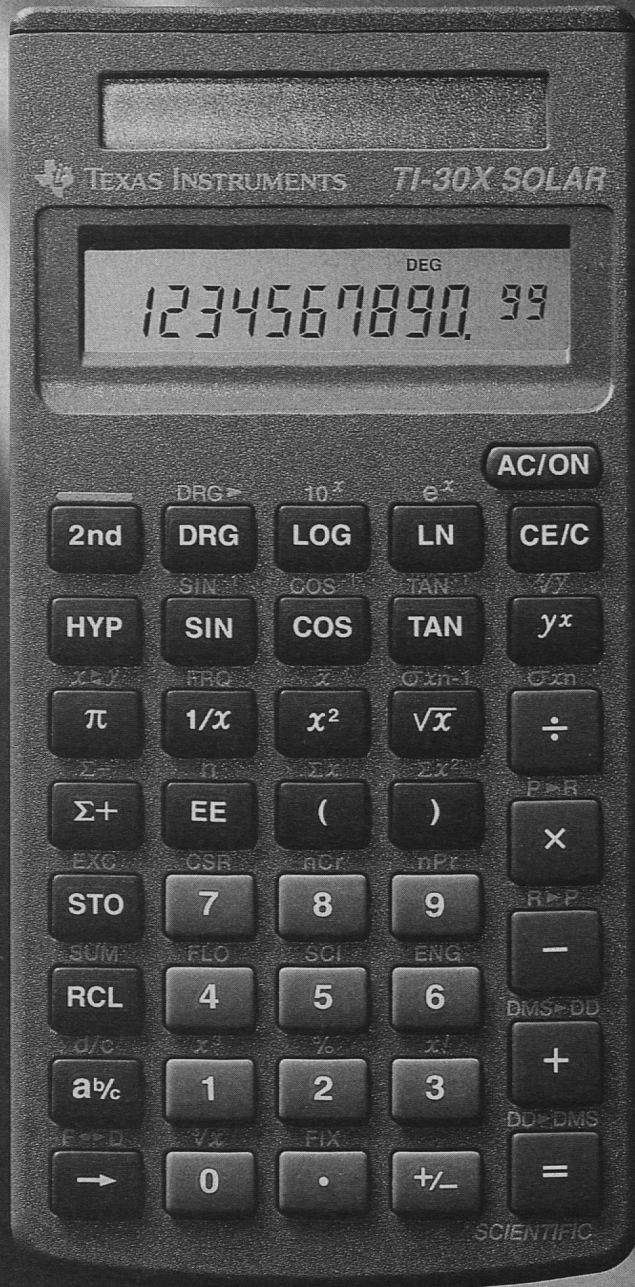 TEXAS INSTRUMENTS TI-30X SOLAR
DEG
1234567890. 99
AC/ON
DRG► 10ˣ eˣ
2nd DRG LOG LN CE/C
SIN⁻¹ COS⁻¹ TAN⁻¹ ˣ√y
HYP SIN COS TAN yˣ
x►y FRQ x̄ σxn-1 σxn
π 1/x x² √x ÷
Σ− n Σx Σx²
Σ+ EE ( )
P►R
×
EXC CSR nCr nPr
STO 7 8 9
R►P
−
SUM FLO SCI ENG
RCL 4 5 6
DMS►DD
+
d/c x³ % x!
ab/c 1 2 3
DD►DMS
F◄►D ³√x FIX
→ 0 . +/− =
SCIENTIFIC